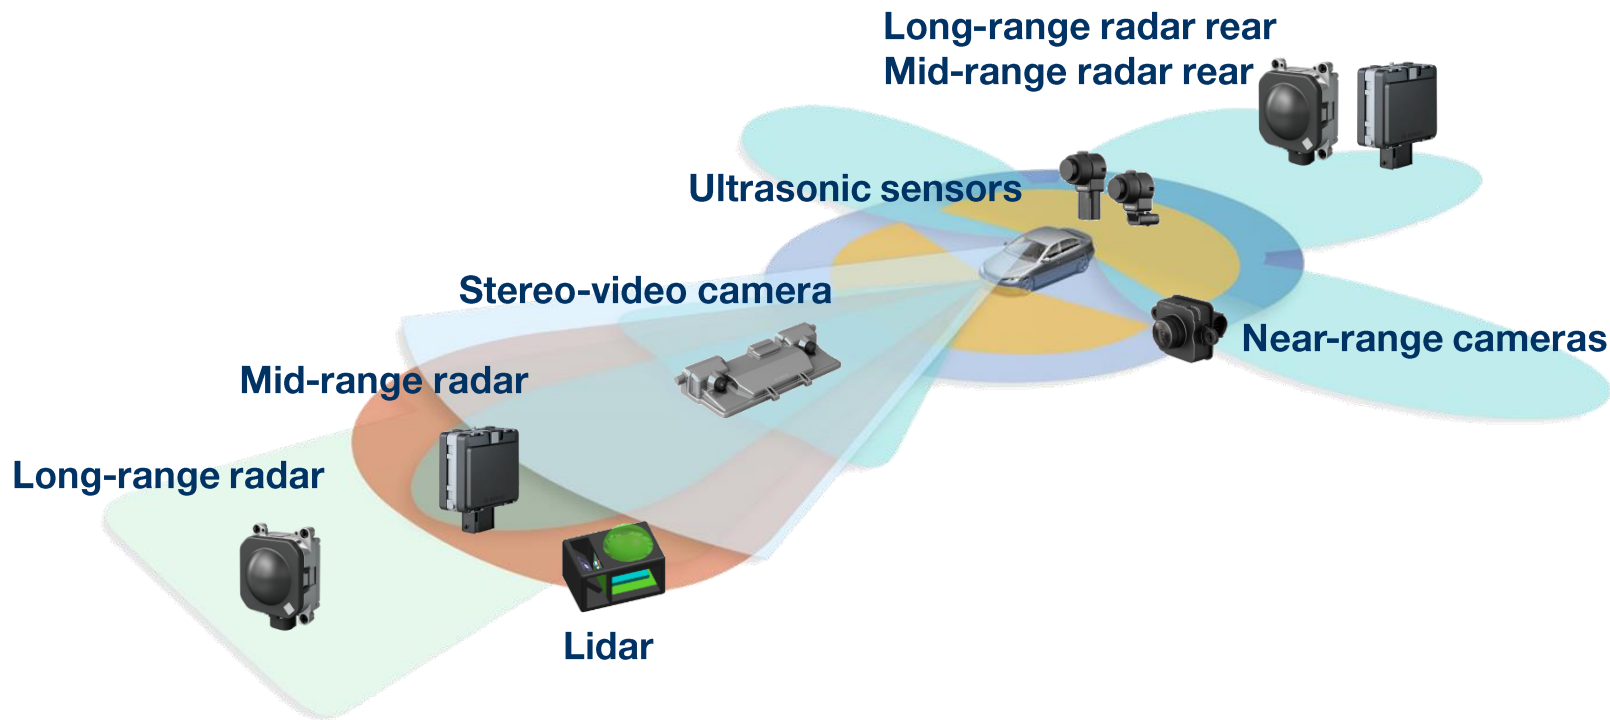 Long-range radar rear
Mid-range radar rear
Ultrasonic sensors
Stereo-video camera
Near-range cameras
Mid-range radar
Long-range radar
Lidar